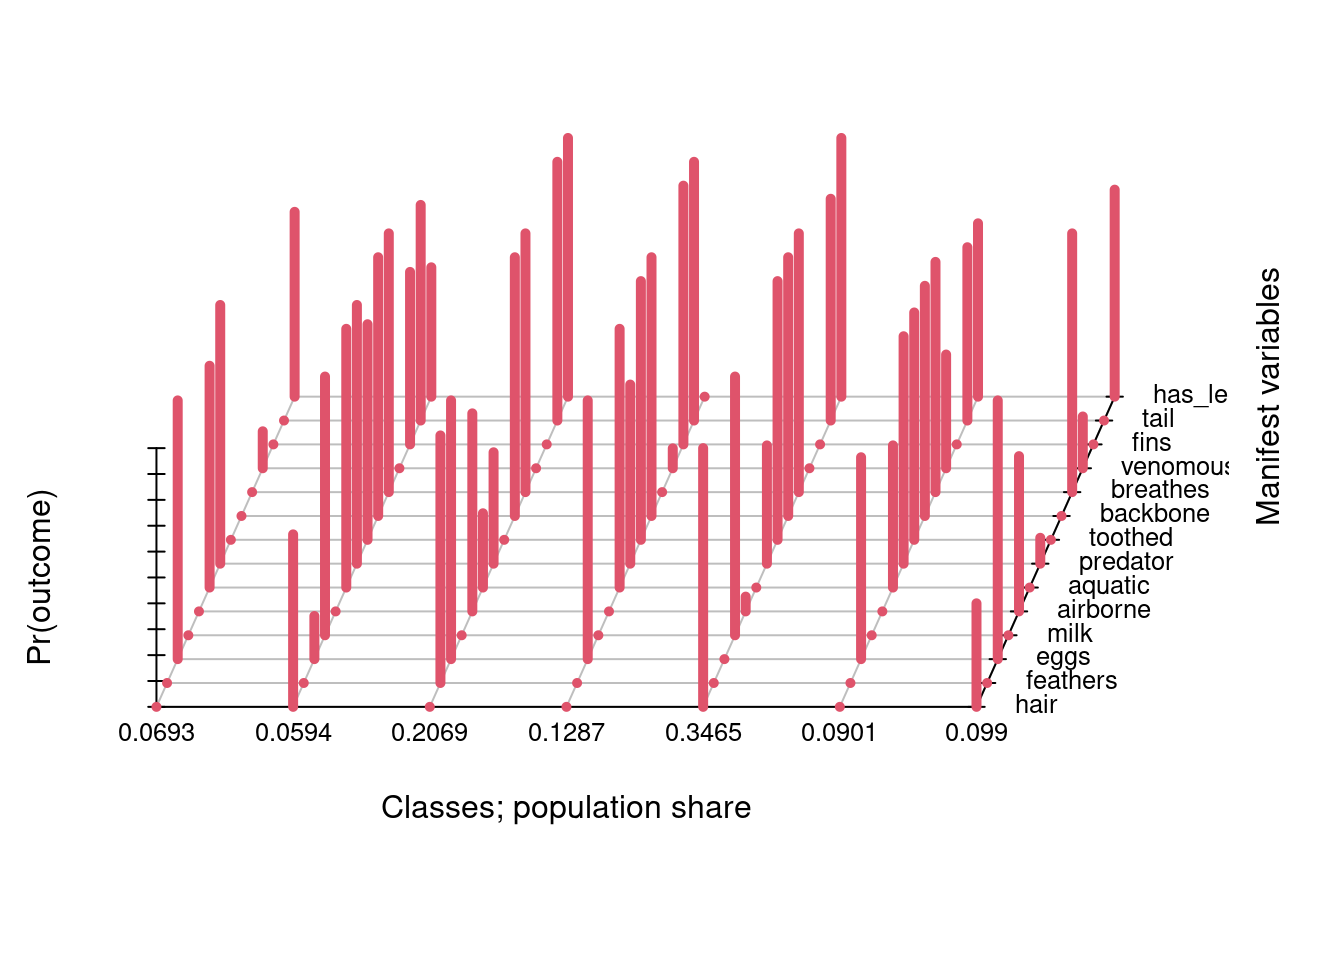 Pr(outcome)
Manifest variables
has_le
tail
fins
venomous
breathes
backbone
toothed
predator
aquatic
airborne
milk
eggs
feathers
hair
0.0693 0.0594 0.2069 0.1287 0.3465 0.0901 0.099
Classes; population share